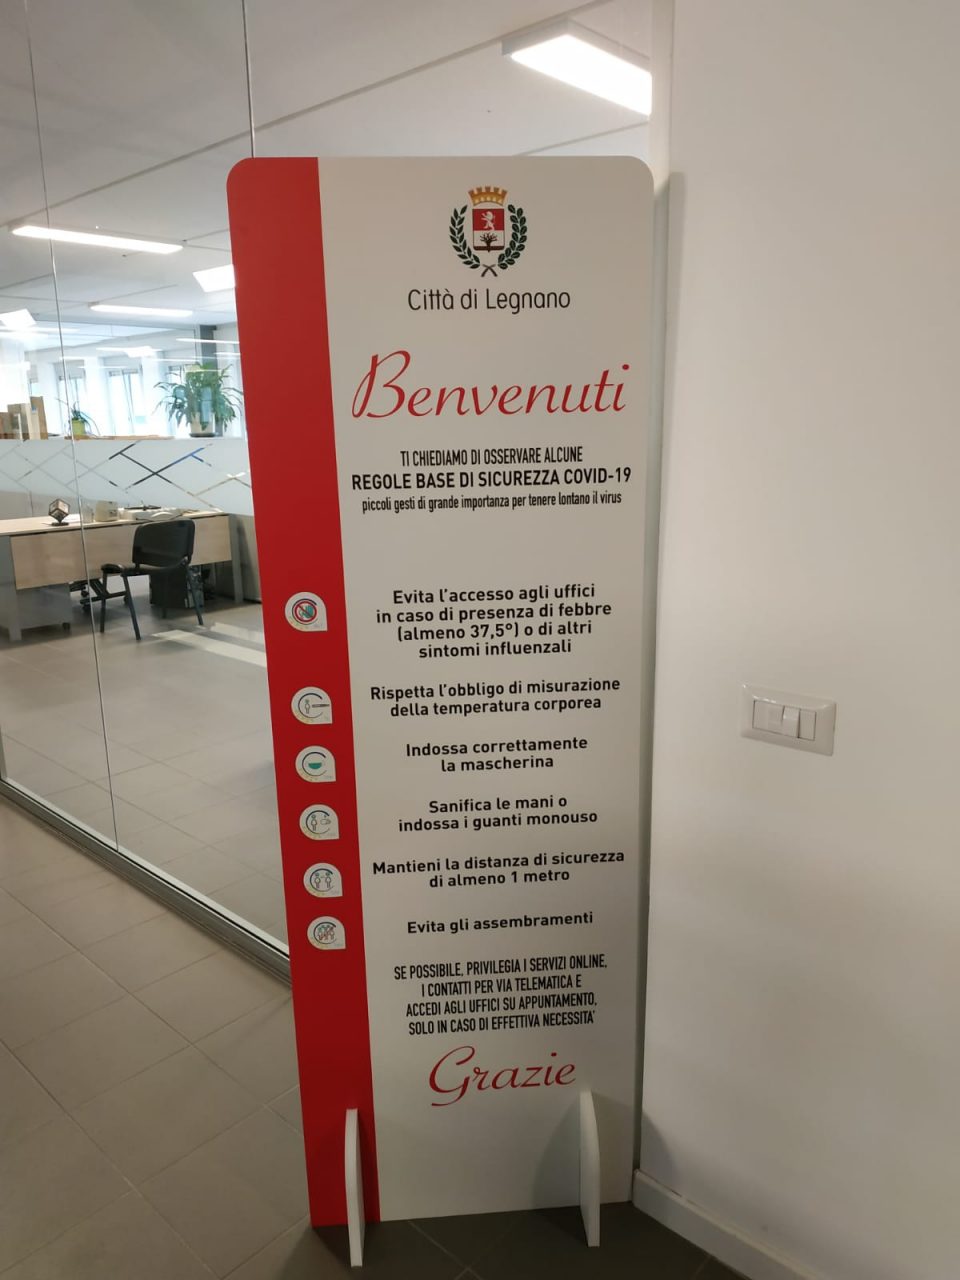 Città di Legnano
Benvenuti
TI CHIEDIAMO DI OSSERVARE ALCUNE
REGOLE BASE DI SICUREZZA COVID-19
piccoli gesti di grande importanza per tenere lontano il virus
Evita l'accesso agli uffici
in caso di presenza di febbre
(almeno 37,5°) o di altri
sintomi influenzali
Rispetta l'obbligo di misurazione
della temperatura corporea
Indossa correttamente
la mascherina
Sanifica le mani o
indossa i guanti monouso
Mantieni la distanza di sicurezza
di almeno 1 metro
Evita gli assembramenti
SE POSSIBILE, PRIVILEGIA I SERVIZI ONLINE,
I CONTATTI PER VIA TELEMATICA E
ACCEDI AGLI UFFICI SU APPUNTAMENTO,
SOLO IN CASO DI EFFETTIVA NECESSITA'
Grazie